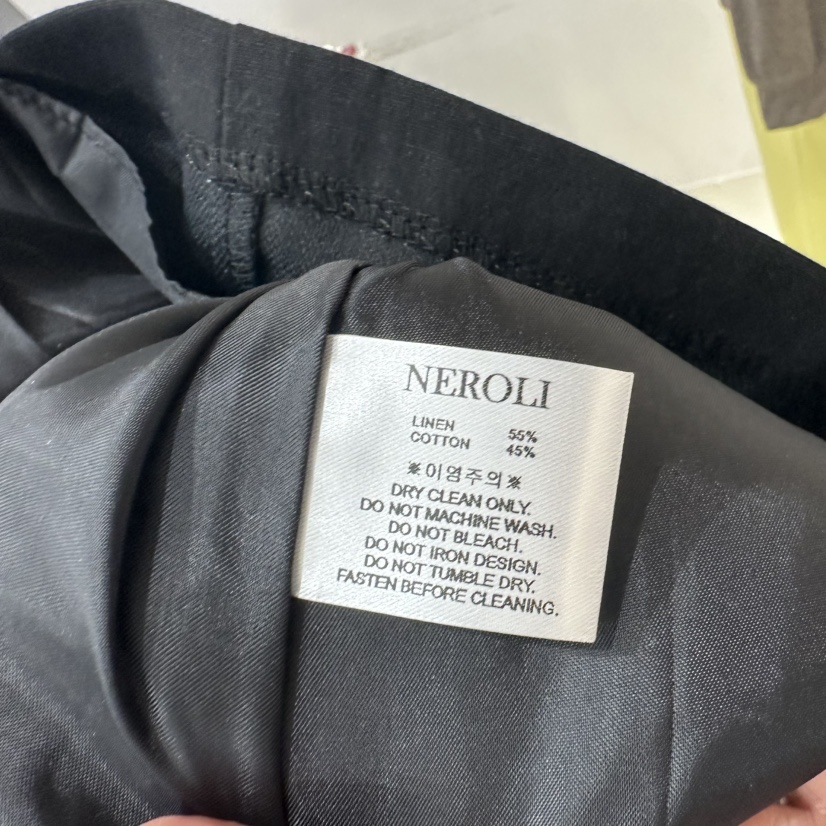 NEROLI
LINEN 55%
COTTON 45%
※이염주의※
DRY CLEAN ONLY.
DO NOT MACHINE WASH.
DO NOT BLEACH.
DO NOT IRON DESIGN.
DO NOT TUMBLE DRY.
FASTEN BEFORE CLEANING.